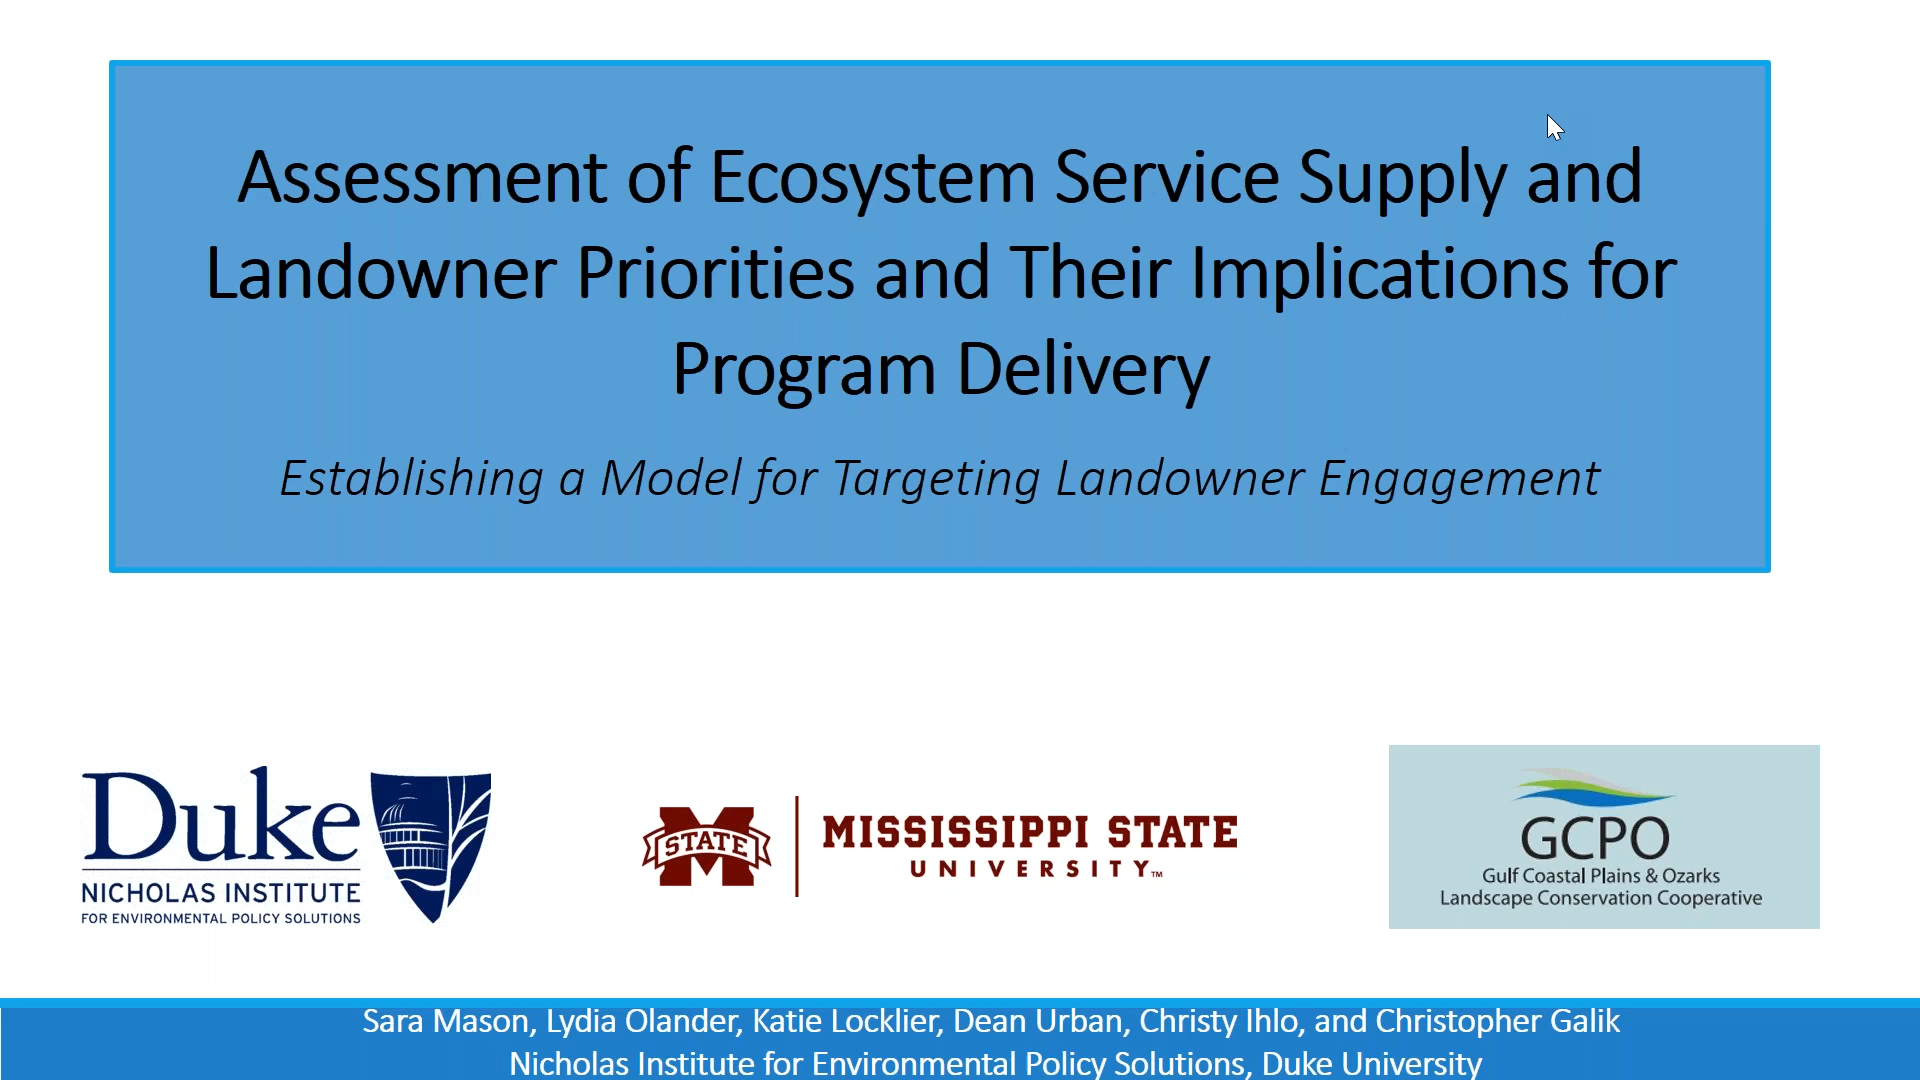 Assessment of Ecosystem Service Supply and
Landowner Priorities and Their Implications for
Program Delivery
Establishing a Model for Targeting Landowner Engagement
Duke
NICHOLAS INSTITUTE
FOR ENVIRONMENTAL POLICY SOLUTIONS
STATE
MISSISSIPPI STATE
UNIVERSITY™
GCPO
Gulf Coastal Plains & Ozarks
Landscape Conservation Cooperative
Sara Mason, Lydia Olander, Katie Locklier, Dean Urban, Christy Ihlo, and Christopher Galik
Nicholas Institute for Environmental Policy Solutions, Duke University